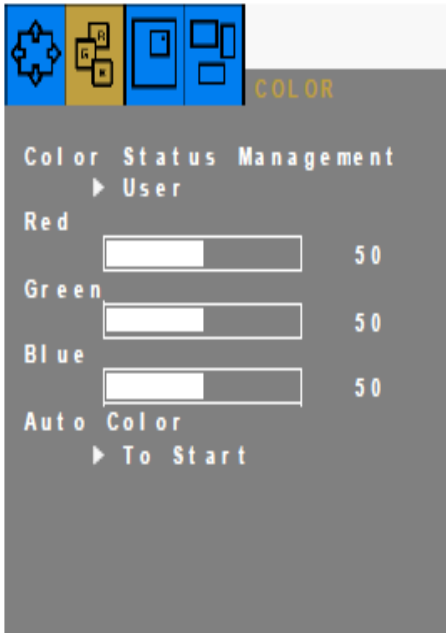 COLOR
Color Status Management
User
Red
50
Green
50
Blue
50
Auto Color
To Start